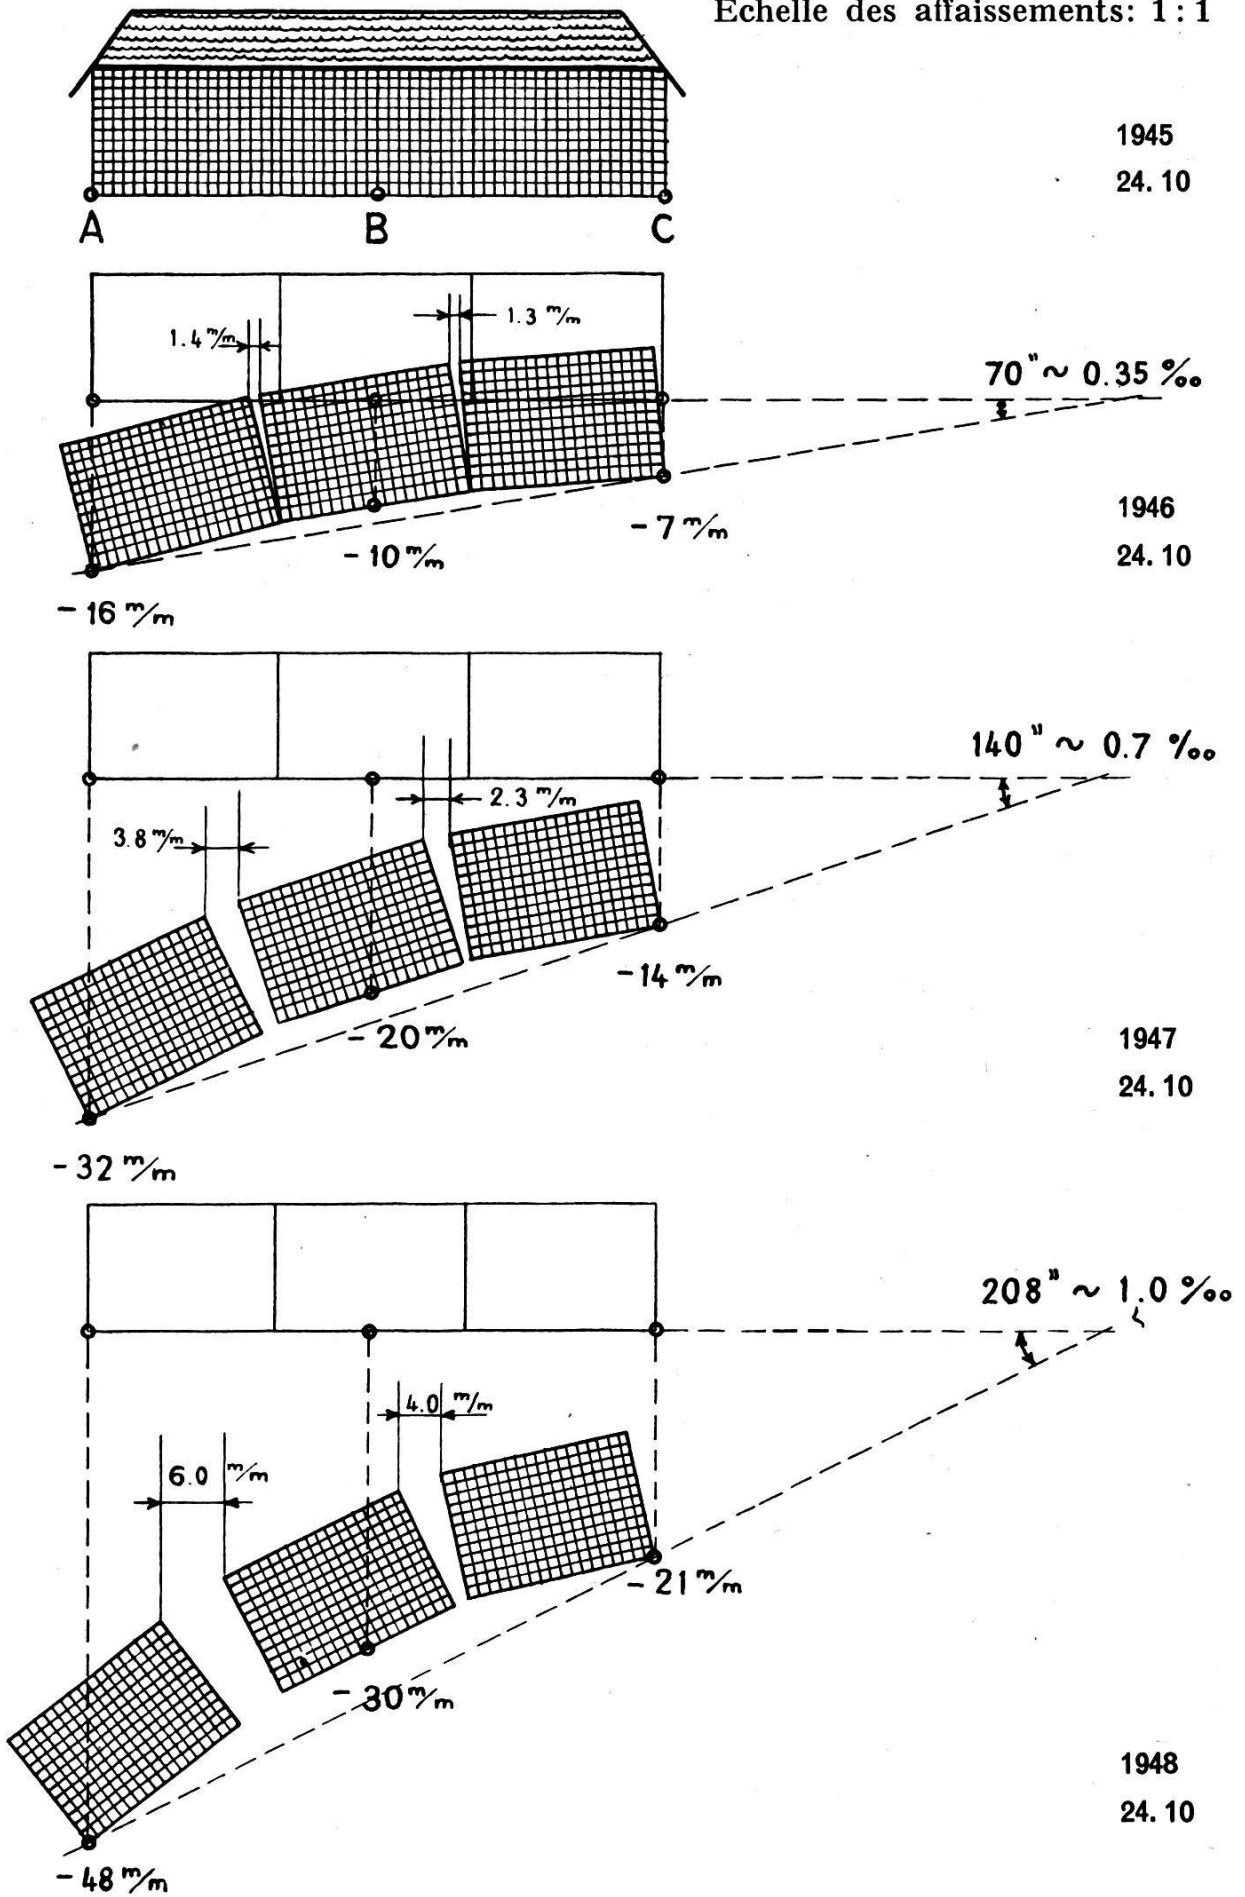 Echelle des affaissements: 1 : 1
1945
24. 10
A B C
1.4 m/m
1.3 m/m
70" ~ 0.35 ‰
- 16 m/m
- 10 m/m
- 7 m/m
1946
24. 10
140" ~ 0.7 ‰
3.8 m/m
2.3 m/m
- 14 m/m
- 20 m/m
- 32 m/m
1947
24. 10
208" ~ 1.0 ‰
4.0 m/m
6.0 m/m
- 21 m/m
- 30 m/m
- 48 m/m
1948
24. 10